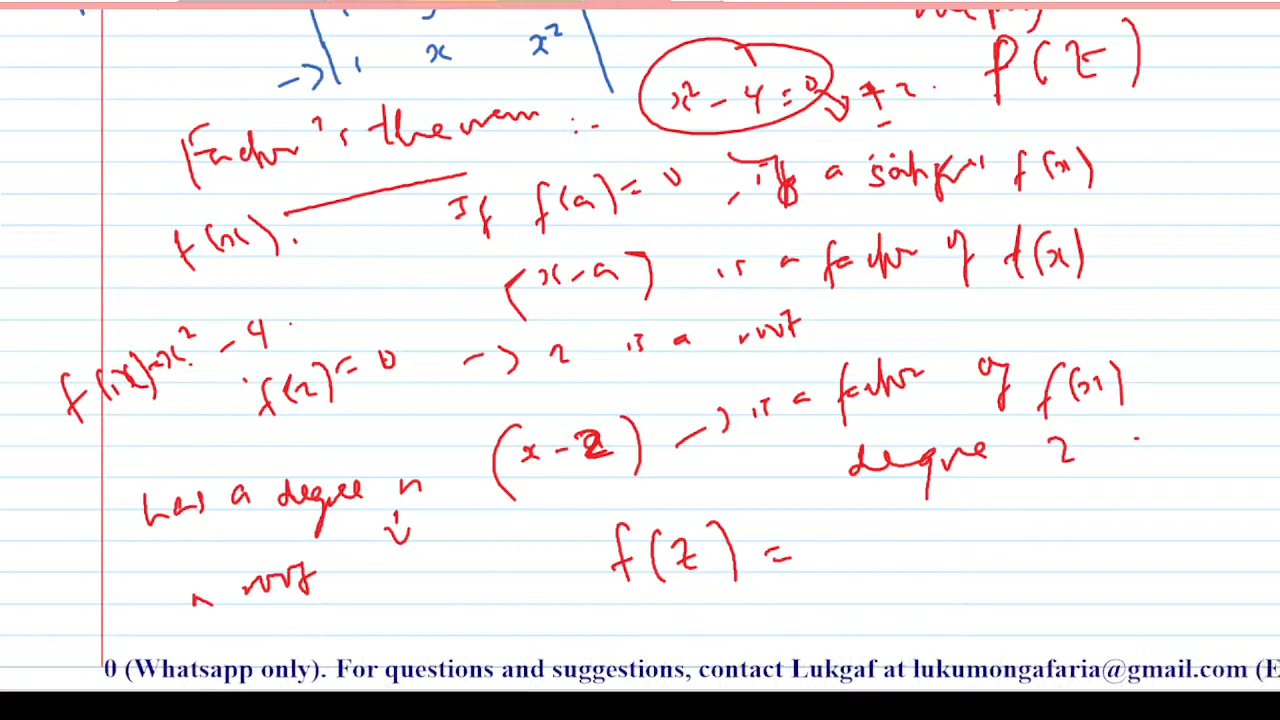 1 x x²
f(z)
x² - 4 = 0 → ± 2.
Factor's theorem :-
f(x). If f(a) = 0, if a satisfies f(x)
(x - a) is a factor of f(x)
f(x) = x² - 4
f(2) = 0 → 2 is a root
(x - 2) → is a factor of f(x)
has a degree n
degree 2
n root
f(z) =
0 (Whatsapp only). For questions and suggestions, contact Lukgaf at lukumongafaria@gmail.com (E